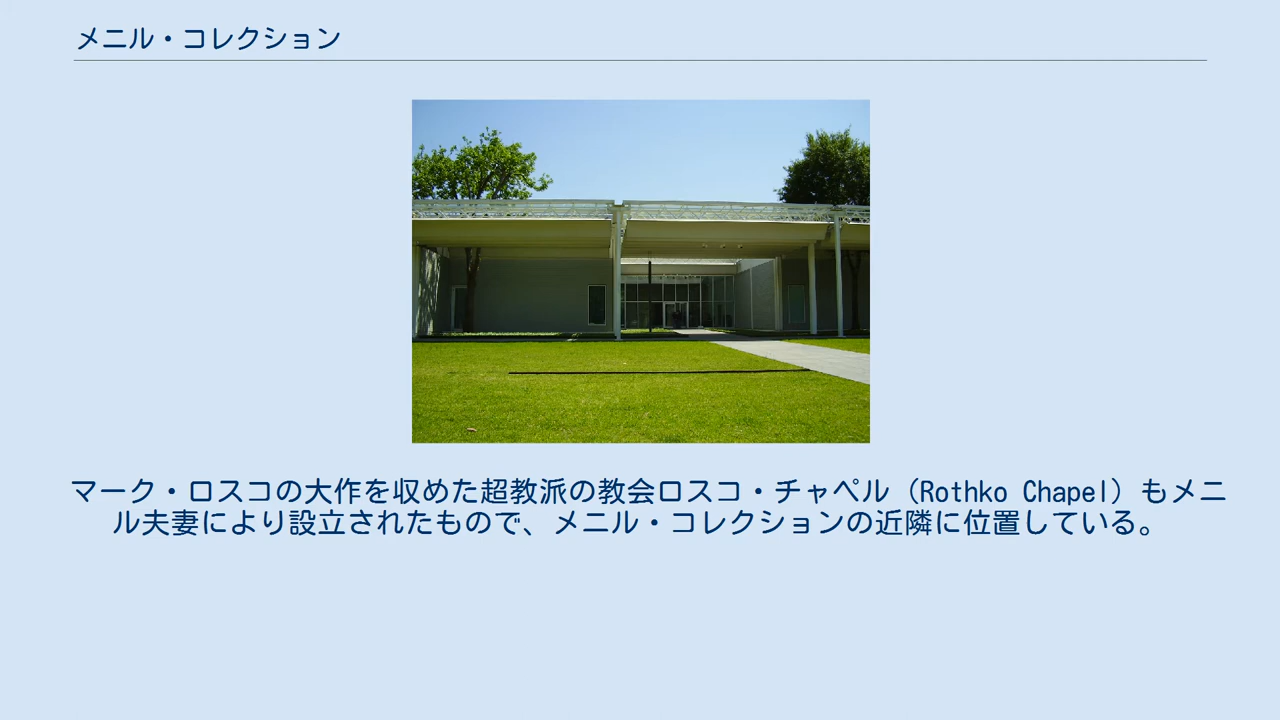 メニル・コレクション
マーク・ロスコの大作を収めた超教派の教会ロスコ・チャペル（Rothko Chapel）もメニ
ル夫妻により設立されたもので、メニル・コレクションの近隣に位置している。